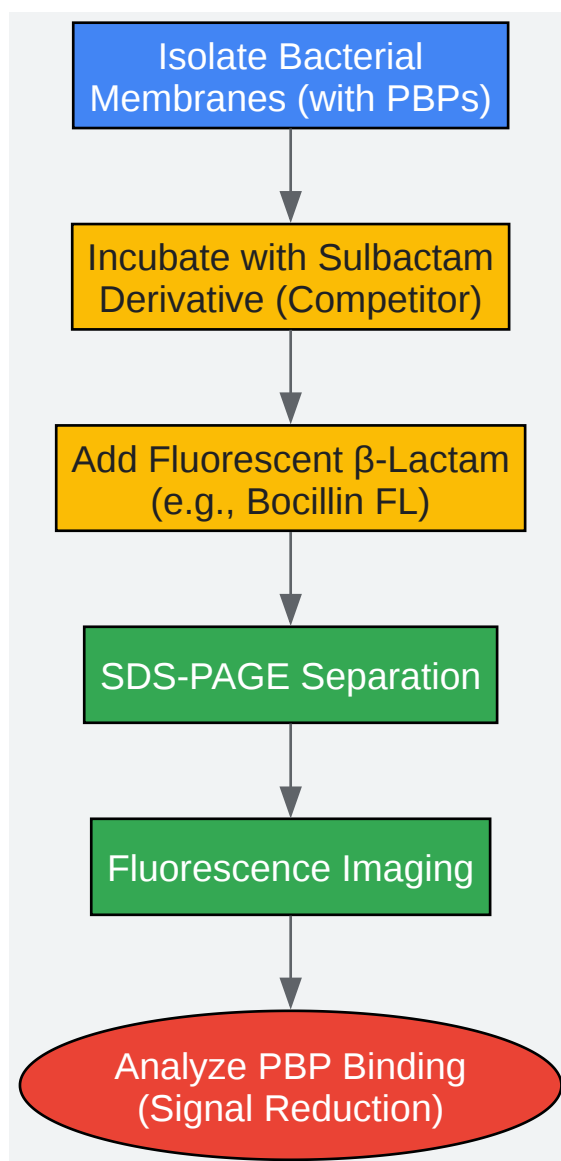 Isolate Bacterial
Membranes (with PBPs)
Incubate with Sulbactam
Derivative (Competitor)
Add Fluorescent β-Lactam
(e.g., Bocillin FL)
SDS-PAGE Separation
Fluorescence Imaging
Analyze PBP Binding
(Signal Reduction)